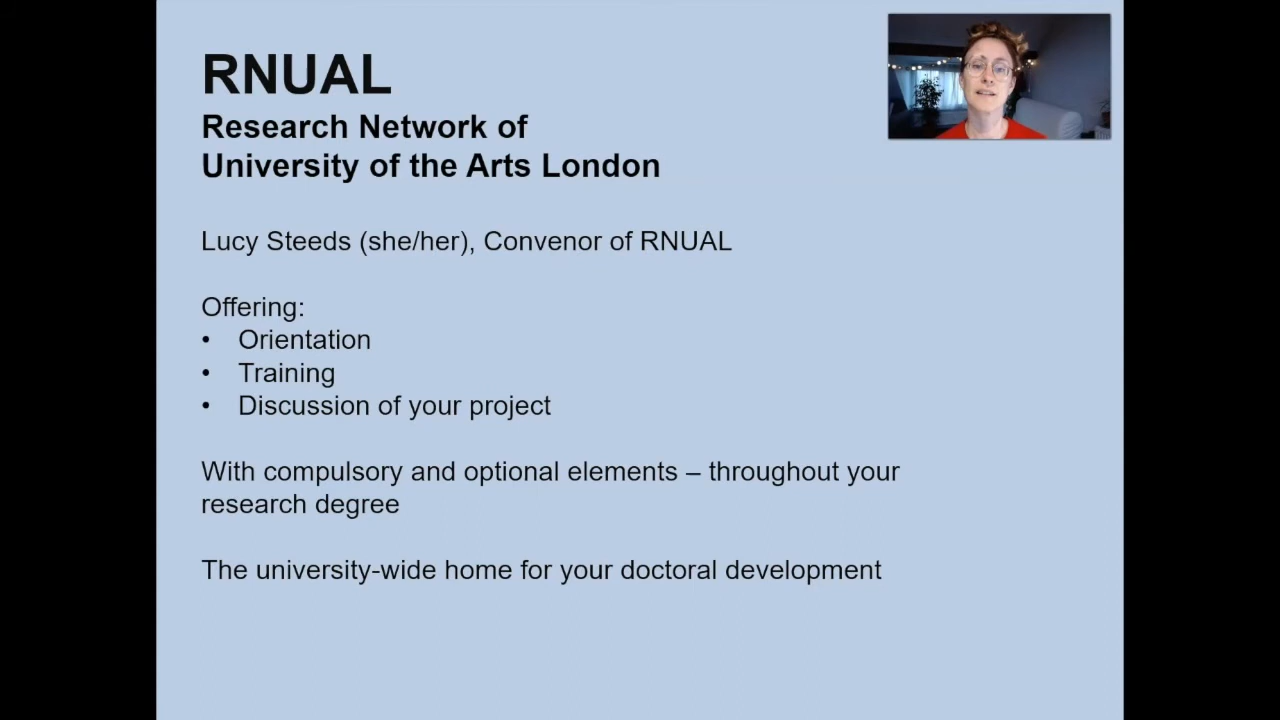 RNUAL
Research Network of
University of the Arts London
Lucy Steeds (she/her), Convenor of RNUAL
Offering:
• Orientation
• Training
• Discussion of your project
With compulsory and optional elements – throughout your
research degree
The university-wide home for your doctoral development